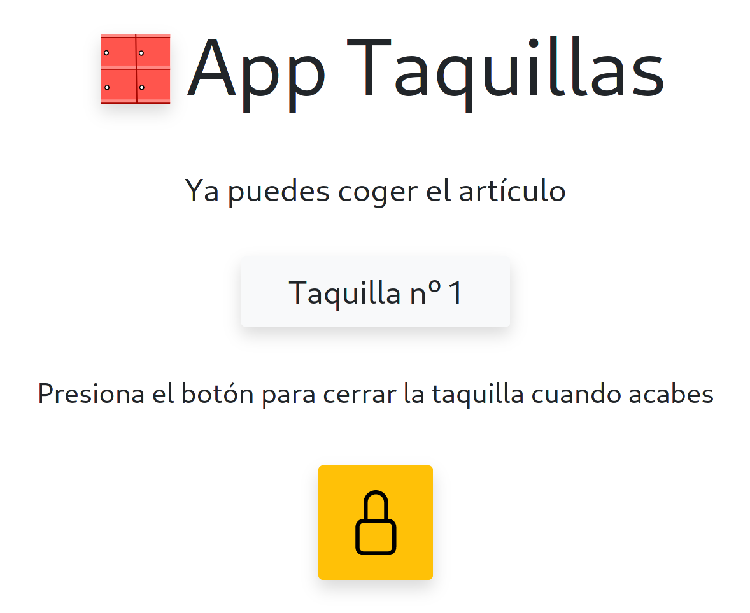 App Taquillas
Ya puedes coger el artículo
Taquilla nº 1
Presiona el botón para cerrar la taquilla cuando acabes